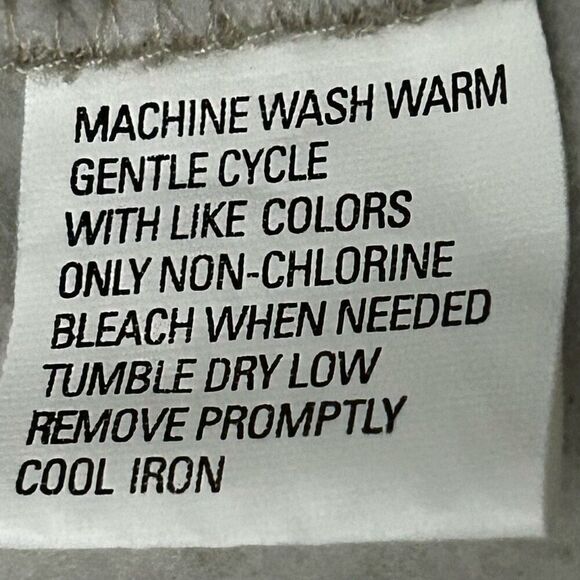 MACHINE WASH WARM
GENTLE CYCLE
WITH LIKE COLORS
ONLY NON-CHLORINE
BLEACH WHEN NEEDED
TUMBLE DRY LOW
REMOVE PROMPTLY
COOL IRON